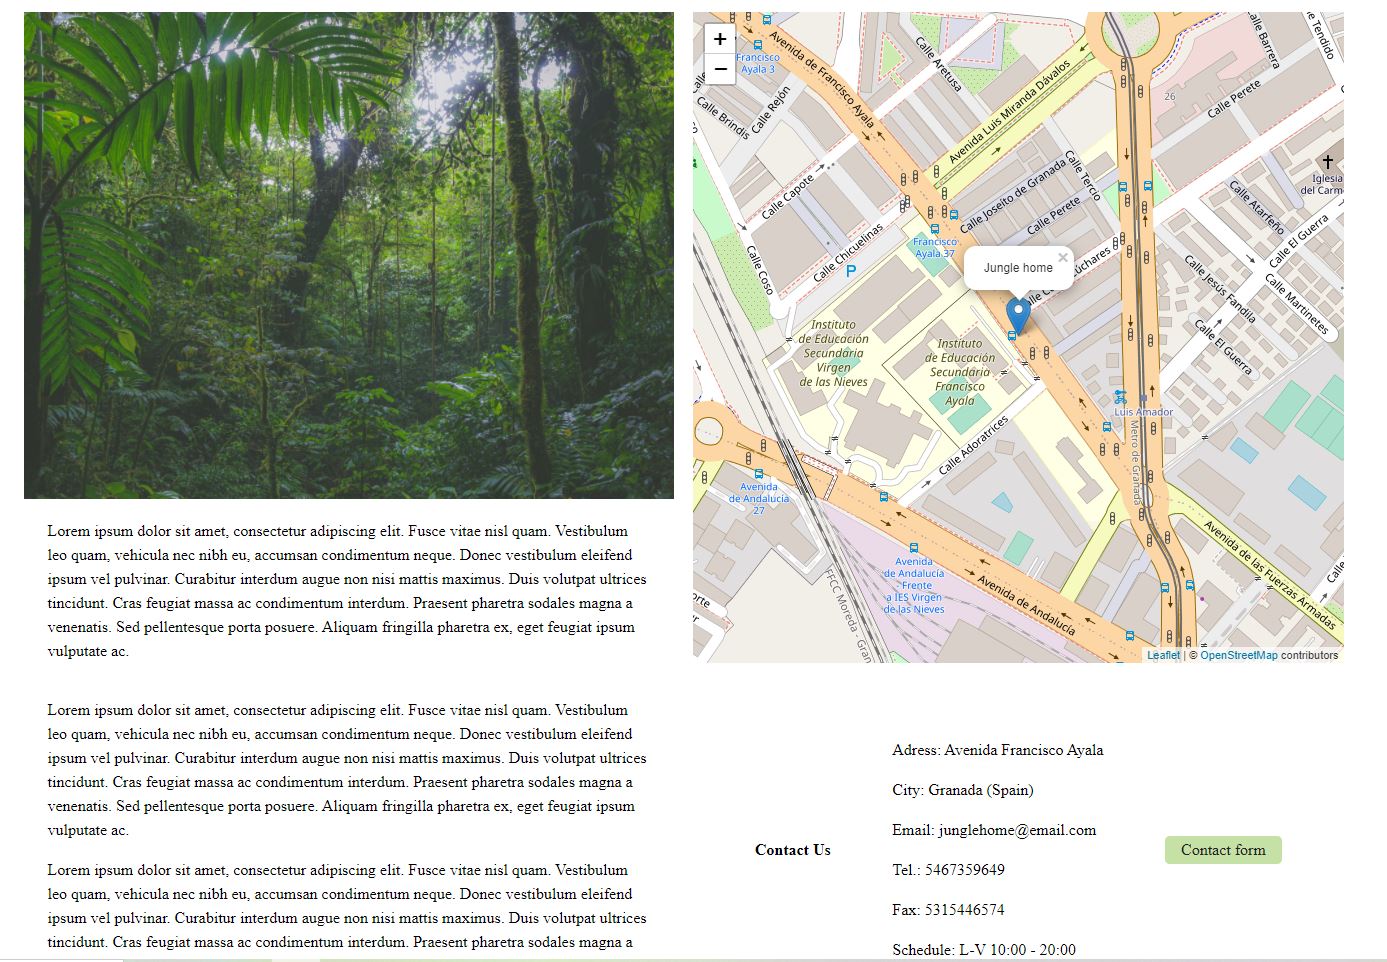 Lorem ipsum dolor sit amet, consectetur adipiscing elit. Fusce vitae nisl quam. Vestibulum
leo quam, vehicula nec nibh eu, accumsan condimentum neque. Donec vestibulum eleifend
ipsum vel pulvinar. Curabitur interdum augue non nisi mattis maximus. Duis volutpat ultrices
tincidunt. Cras feugiat massa ac condimentum interdum. Praesent pharetra sodales magna a
venenatis. Sed pellentesque porta posuere. Aliquam fringilla pharetra ex, eget feugiat ipsum
vulputate ac.
Lorem ipsum dolor sit amet, consectetur adipiscing elit. Fusce vitae nisl quam. Vestibulum
leo quam, vehicula nec nibh eu, accumsan condimentum neque. Donec vestibulum eleifend
ipsum vel pulvinar. Curabitur interdum augue non nisi mattis maximus. Duis volutpat ultrices
tincidunt. Cras feugiat massa ac condimentum interdum. Praesent pharetra sodales magna a
venenatis. Sed pellentesque porta posuere. Aliquam fringilla pharetra ex, eget feugiat ipsum
vulputate ac.
Lorem ipsum dolor sit amet, consectetur adipiscing elit. Fusce vitae nisl quam. Vestibulum
leo quam, vehicula nec nibh eu, accumsan condimentum neque. Donec vestibulum eleifend
ipsum vel pulvinar. Curabitur interdum augue non nisi mattis maximus. Duis volutpat ultrices
tincidunt. Cras feugiat massa ac condimentum interdum. Praesent pharetra sodales magna a
+
−
Francisco
Ayala 3
Avenida de Francisco Ayala
Calle Aretusa
Calle Barrera
Tendido
Calle Brindis
Calle Rejón
Avenida Luis Miranda Dávalos
26
Calle Perete
Calle Tercio
Iglesia
del Carm
Calle Capote
Calle Joseito de Granada
Calle Perete
Calle Atarfeño
Calle El Guerra
Calle Chicuelinas
Francisco
Ayala 37
Calle Coso
P
Jungle home
×
úchares
Calle Jesús Fandila
Calle Martinetes
Calle El Guerra
Instituto
de Educación
Secundaria
Virgen
de las Nieves
Instituto
de Educación
Secundaria
Francisco
Ayala
Luis Amador
Metro de Granada
Calle Adoratrices
Avenida
de Andalucía
27
Avenida
de Andalucía
- Frente
a IES Virgen
de las Nieves
Avenida de Andalucía
Avenida de las Fuerzas Armadas
FFCC Moreda - Gran
orte
Calle
Leaflet | © OpenStreetMap contributors
Contact Us
Adress: Avenida Francisco Ayala
City: Granada (Spain)
Email: junglehome@email.com
Tel.: 5467359649
Fax: 5315446574
Schedule: L-V 10:00 - 20:00
Contact form